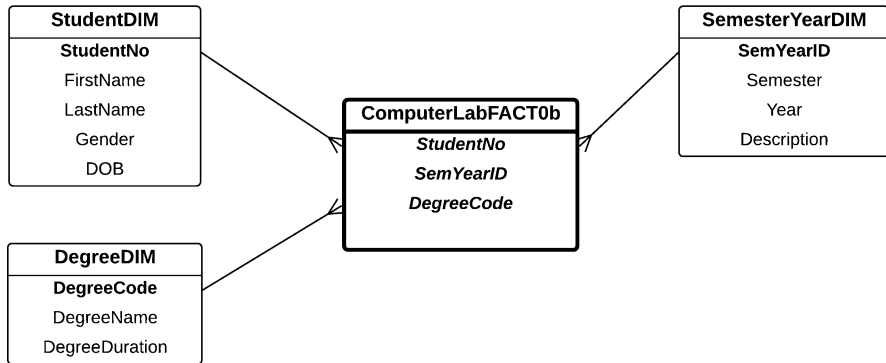 StudentDIM
StudentNo
FirstName
LastName
Gender
DOB
DegreeDIM
DegreeCode
DegreeName
DegreeDuration
ComputerLabFACT0b
StudentNo
SemYearID
DegreeCode
SemesterYearDIM
SemYearID
Semester
Year
Description